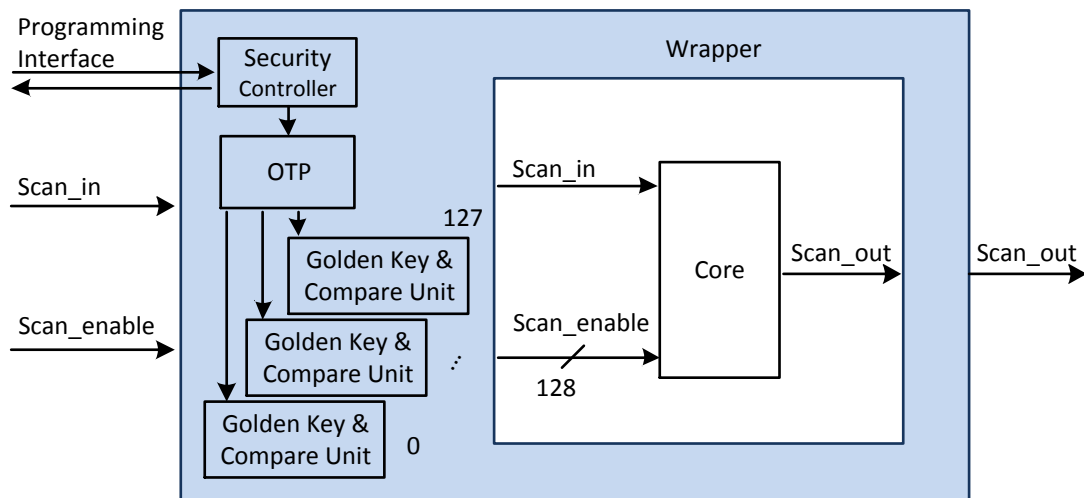 Programming
Interface
Security
Controller
Wrapper
OTP
Scan_in
Scan_in
127
Golden Key &
Compare Unit
Core
Scan_out
Scan_out
Scan_enable
Scan_enable
Golden Key &
Compare Unit
...
128
Golden Key &
Compare Unit
0